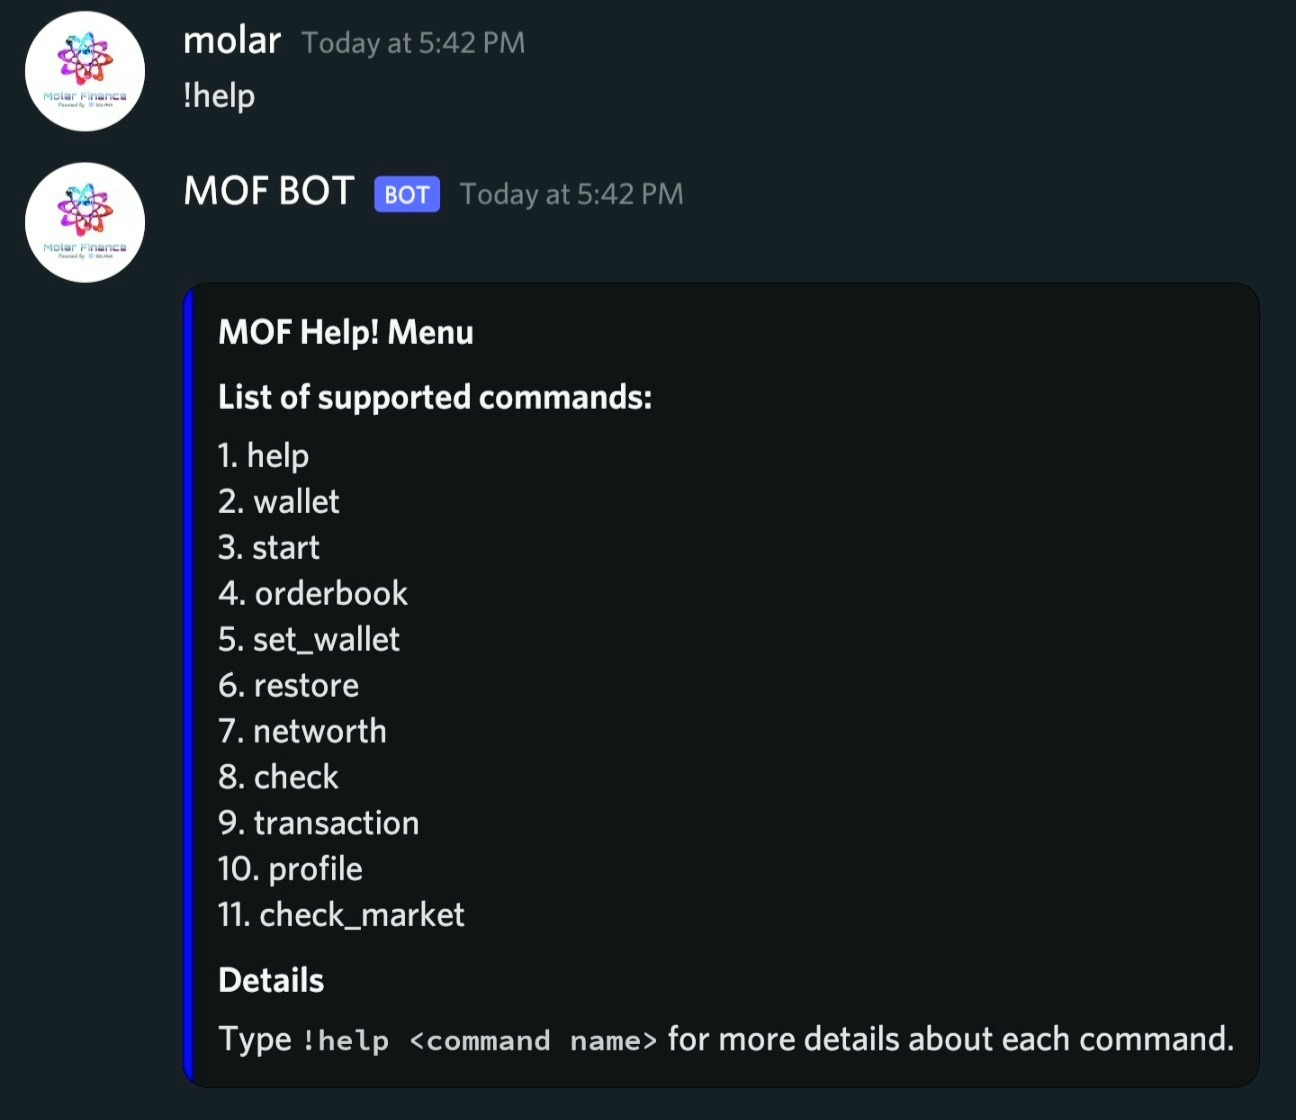 molar Today at 5:42 PM
!help
Molar Finance
MOF BOT BOT Today at 5:42 PM
Molar Finance
MOF Help! Menu
List of supported commands:
1. help
2. wallet
3. start
4. orderbook
5. set_wallet
6. restore
7. networth
8. check
9. transaction
10. profile
11. check_market
Details
Type !help <command name> for more details about each command.